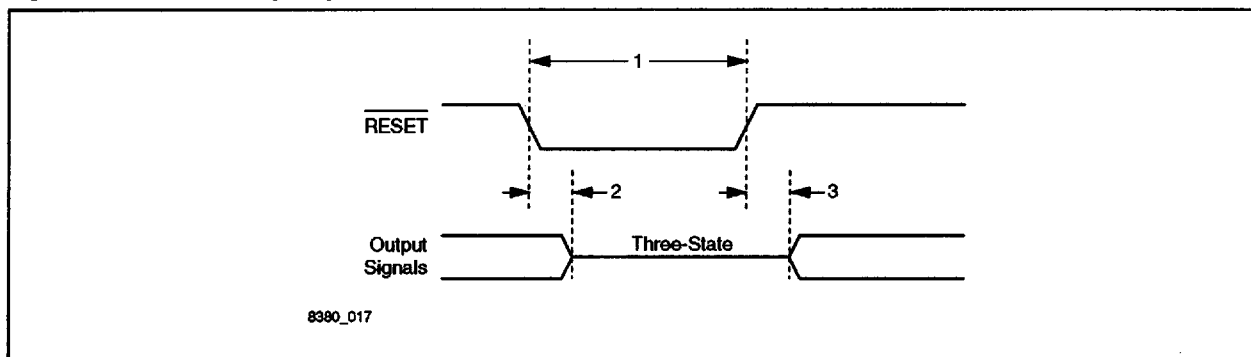 1
RESET
2
3
Output
Signals
Three-State
8380_017